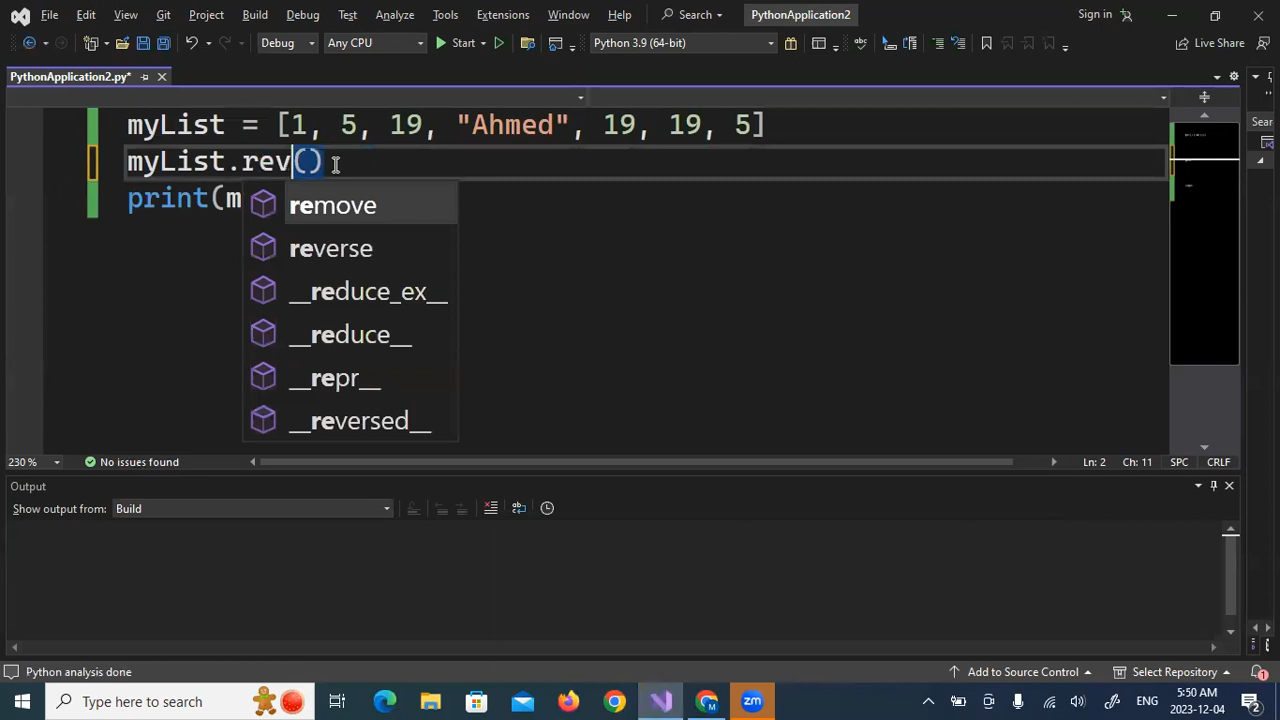 File Edit View Git Project Build Debug Test Analyze Tools Extensions Window Help Search PythonApplication2 Sign in
Debug Any CPU Start Python 3.9 (64-bit) Live Share
PythonApplication2.py*
myList = [1, 5, 19, "Ahmed", 19, 19, 5]
myList.rev()
print(m
remove
reverse
__reduce_ex__
__reduce__
__repr__
__reversed__
Sear
230 % No issues found Ln: 2 Ch: 11 SPC CRLF
Output
Show output from: Build
Python analysis done Add to Source Control Select Repository 1
Type here to search ENG 5:50 AM
2023-12-04 2